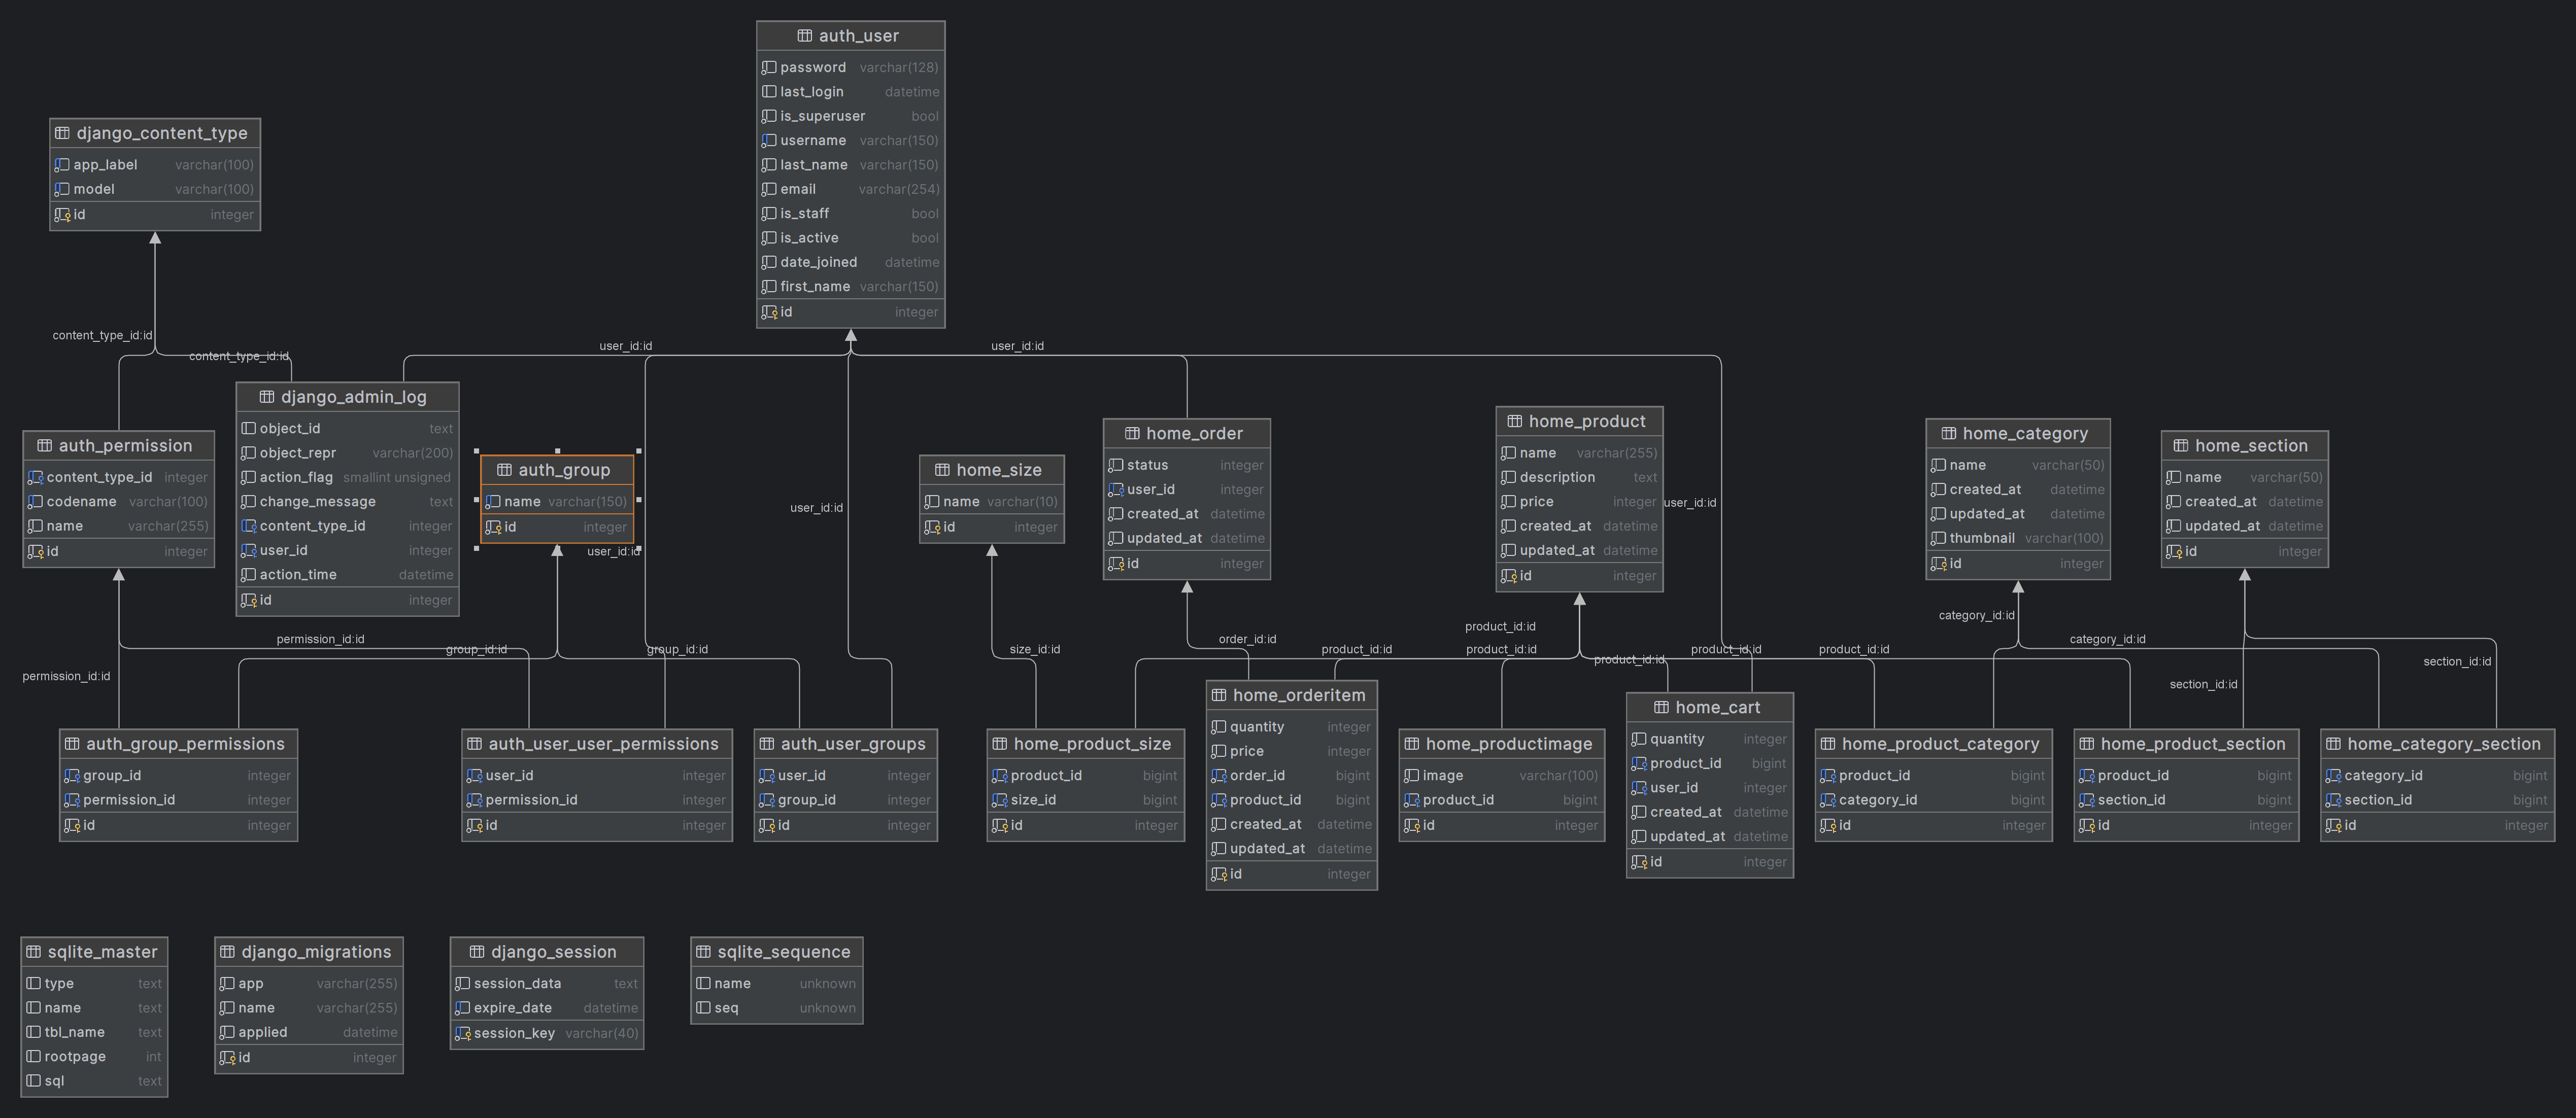 auth_user
password varchar(128)
last_login datetime
is_superuser bool
username varchar(150)
last_name varchar(150)
email varchar(254)
is_staff bool
is_active bool
date_joined datetime
first_name varchar(150)
id integer
django_content_type
app_label varchar(100)
model varchar(100)
id integer
content_type_id:id
content_type_id:id
user_id:id
user_id:id
django_admin_log
object_id text
object_repr varchar(200)
action_flag smallint unsigned
change_message text
content_type_id integer
user_id integer
action_time datetime
id integer
auth_permission
content_type_id integer
codename varchar(100)
name varchar(255)
id integer
auth_group
name varchar(150)
id integer
user_id:id
user_id:id
home_size
name varchar(10)
id integer
home_order
status integer
user_id integer
created_at datetime
updated_at datetime
id integer
home_product
name varchar(255)
description text
price integer
created_at datetime
updated_at datetime
id integer
user_id:id
home_category
name varchar(50)
created_at datetime
updated_at datetime
thumbnail varchar(100)
id integer
home_section
name varchar(50)
created_at datetime
updated_at datetime
id integer
permission_id:id
permission_id:id
group_id:id
group_id:id
size_id:id
order_id:id
product_id:id
product_id:id
product_id:id
product_id:id
product_id:id
product_id:id
category_id:id
category_id:id
section_id:id
section_id:id
auth_group_permissions
group_id integer
permission_id integer
id integer
auth_user_user_permissions
user_id integer
permission_id integer
id integer
auth_user_groups
user_id integer
group_id integer
id integer
home_product_size
product_id bigint
size_id bigint
id integer
home_orderitem
quantity integer
price integer
order_id bigint
product_id bigint
created_at datetime
updated_at datetime
id integer
home_productimage
image varchar(100)
product_id bigint
id integer
home_cart
quantity integer
product_id bigint
user_id integer
created_at datetime
updated_at datetime
id integer
home_product_category
product_id bigint
category_id bigint
id integer
home_product_section
product_id bigint
section_id bigint
id integer
home_category_section
category_id bigint
section_id bigint
id integer
sqlite_master
type text
name text
tbl_name text
rootpage int
sql text
django_migrations
app varchar(255)
name varchar(255)
applied datetime
id integer
django_session
session_data text
expire_date datetime
session_key varchar(40)
sqlite_sequence
name unknown
seq unknown